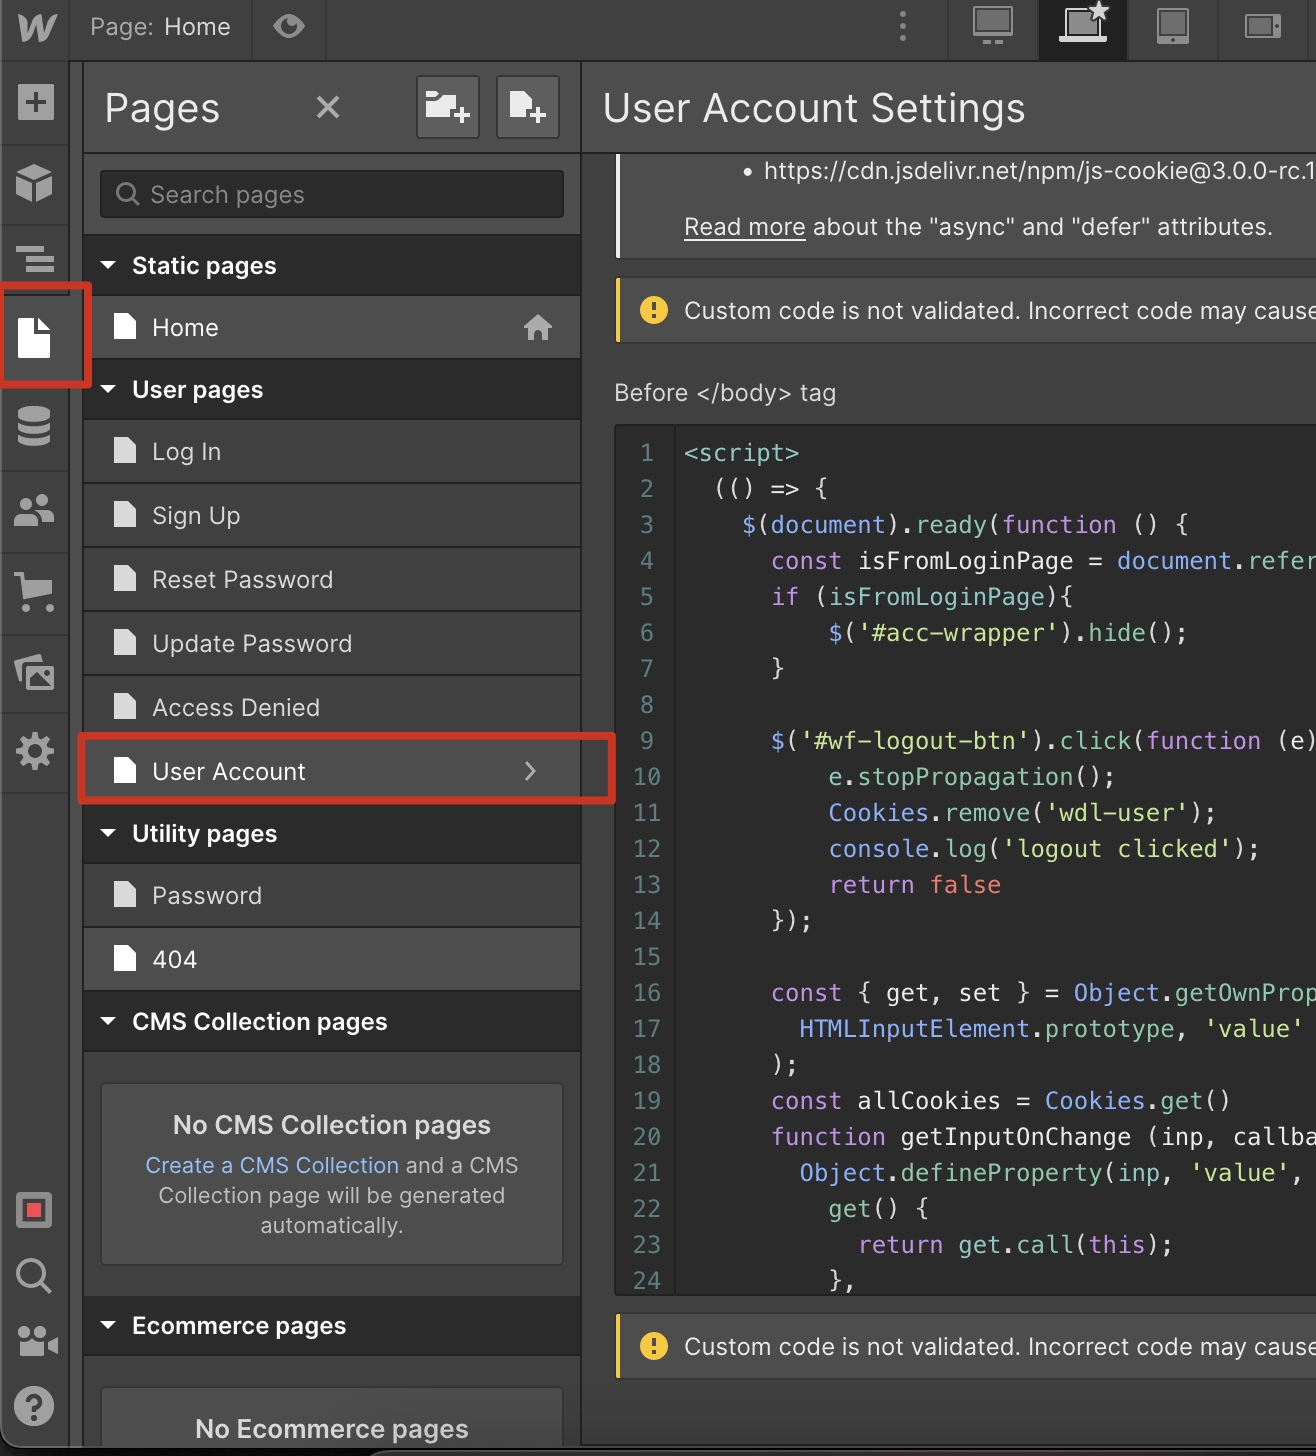 Page: Home
Pages
User Account Settings
Search pages
Static pages
Home
User pages
Log In
Sign Up
Reset Password
Update Password
Access Denied
User Account
Utility pages
Password
404
CMS Collection pages
No CMS Collection pages
Create a CMS Collection and a CMS
Collection page will be generated
automatically.
Ecommerce pages
No Ecommerce pages
• https://cdn.jsdelivr.net/npm/js-cookie@3.0.0-rc.1
Read more about the "async" and "defer" attributes.
Custom code is not validated. Incorrect code may cause
Before </body> tag
1 <script>
2 (() => {
3 $(document).ready(function () {
4 const isFromLoginPage = document.refer
5 if (isFromLoginPage){
6 $('#acc-wrapper').hide();
7 }
8
9 $('#wf-logout-btn').click(function (e)
10 e.stopPropagation();
11 Cookies.remove('wdl-user');
12 console.log('logout clicked');
13 return false
14 });
15
16 const { get, set } = Object.getOwnProp
17 HTMLInputElement.prototype, 'value'
18 );
19 const allCookies = Cookies.get()
20 function getInputOnChange (inp, callba
21 Object.defineProperty(inp, 'value',
22 get() {
23 return get.call(this);
24 },
Custom code is not validated. Incorrect code may cause